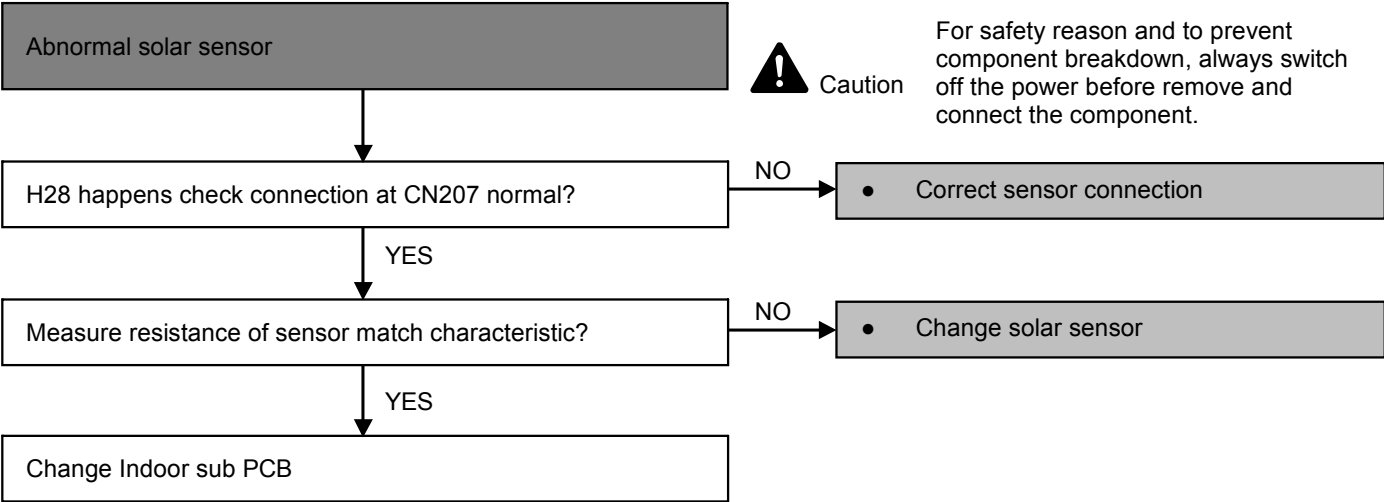 Abnormal solar sensor
Caution
For safety reason and to prevent
component breakdown, always switch
off the power before remove and
connect the component.
H28 happens check connection at CN207 normal?
NO
● Correct sensor connection
YES
Measure resistance of sensor match characteristic?
NO
● Change solar sensor
YES
Change Indoor sub PCB